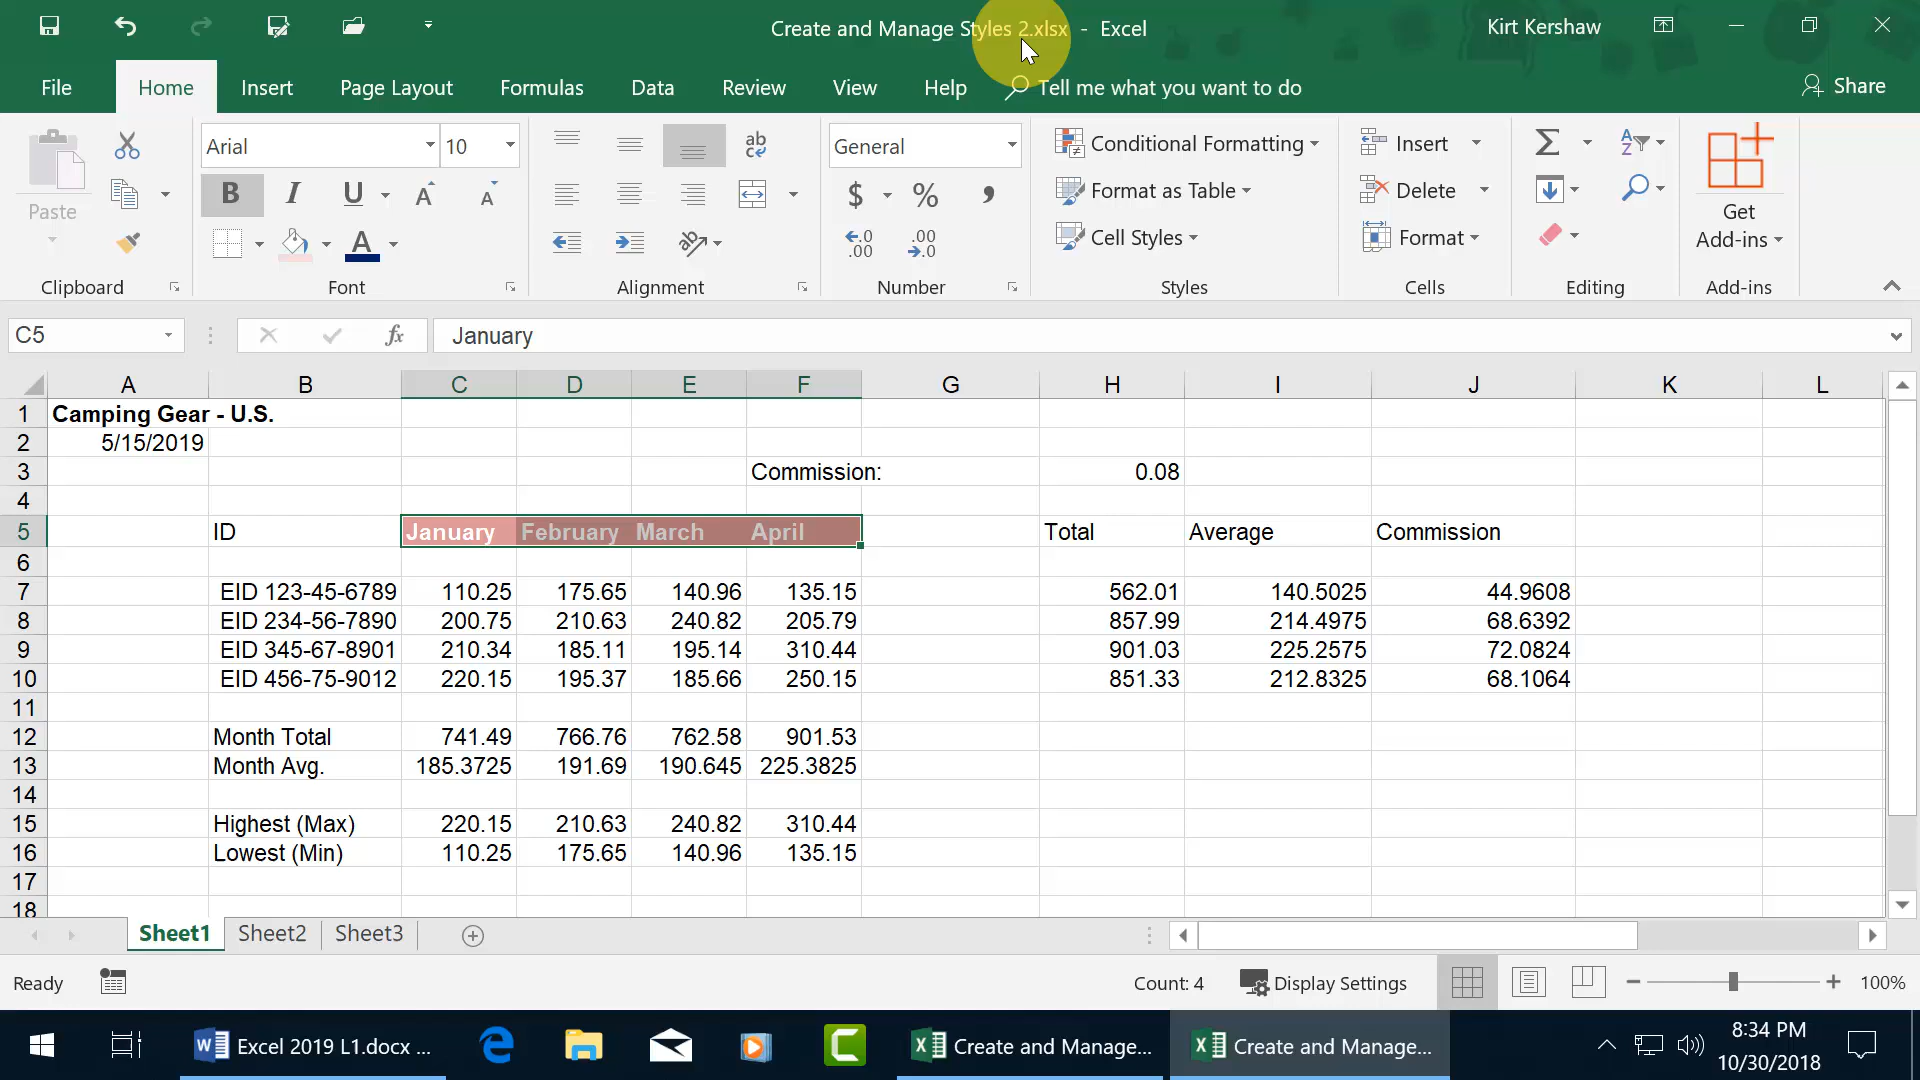 Create and Manage Styles 2.xlsx - Excel
Kirt Kershaw
File Home Insert Page Layout Formulas Data Review View Help Tell me what you want to do Share
Paste
Clipboard
Arial 10
B I U A A
A
Font
ab
c
Alignment
General
$ % ,
.0 .00
.00 .0
Number
Conditional Formatting
Format as Table
Cell Styles
Styles
Insert
Delete
Format
Cells
Σ A Z
Editing
Get
Add-ins
Add-ins
C5 fx January
A B C D E F G H I J K L
1 Camping Gear - U.S.
2 5/15/2019
3 Commission: 0.08
4
5 ID January February March April Total Average Commission
6
7 EID 123-45-6789 110.25 175.65 140.96 135.15 562.01 140.5025 44.9608
8 EID 234-56-7890 200.75 210.63 240.82 205.79 857.99 214.4975 68.6392
9 EID 345-67-8901 210.34 185.11 195.14 310.44 901.03 225.2575 72.0824
10 EID 456-75-9012 220.15 195.37 185.66 250.15 851.33 212.8325 68.1064
11
12 Month Total 741.49 766.76 762.58 901.53
13 Month Avg. 185.3725 191.69 190.645 225.3825
14
15 Highest (Max) 220.15 210.63 240.82 310.44
16 Lowest (Min) 110.25 175.65 140.96 135.15
17
18
Sheet1 Sheet2 Sheet3
Ready Count: 4 Display Settings 100%
Excel 2019 L1.docx ... Create and Manage... Create and Manage...
8:34 PM
10/30/2018